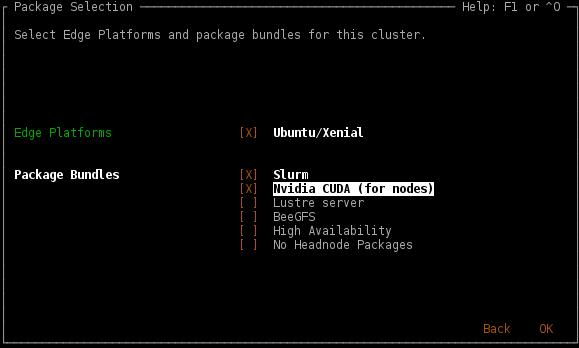 Package Selection Help: F1 or ^O
Select Edge Platforms and package bundles for this cluster.
Edge Platforms [X] Ubuntu/Xenial
Package Bundles [X] Slurm
[X] Nvidia CUDA (for nodes)
[ ] Lustre server
[ ] BeeGFS
[ ] High Availability
[ ] No Headnode Packages
Back OK